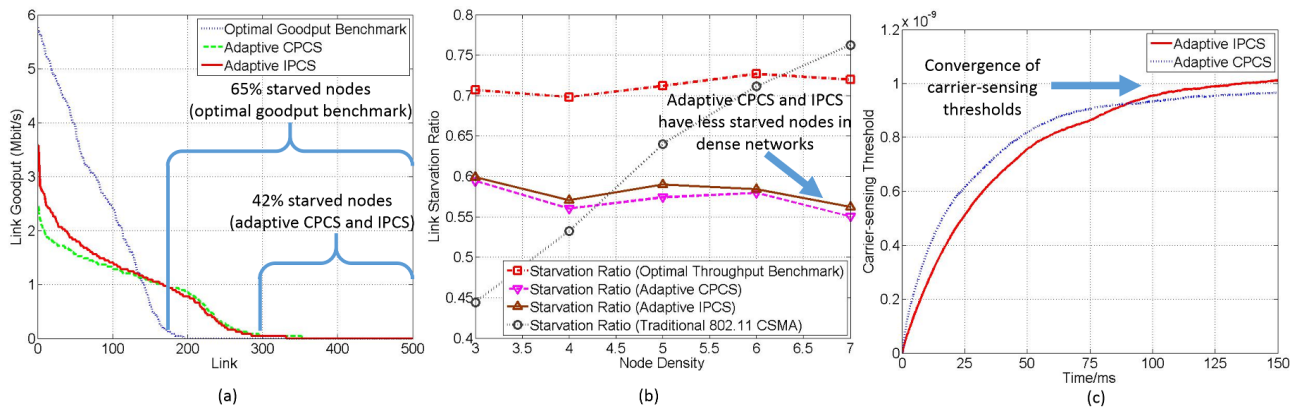 Optimal Goodput Benchmark
Adaptive CPCS
Adaptive IPCS
65% starved nodes
(optimal goodput benchmark)
42% starved nodes
(adaptive CPCS and IPCS)
Link Goodput (Mbit/s)
6
5
4
3
2
1
0
0 100 200 300 400 500
Link
(a)
Link Starvation Ratio
0.8
0.75
0.7
0.65
0.6
0.55
0.5
0.45
0.4
Adaptive CPCS and IPCS
have less starved nodes in
dense networks
Starvation Ratio (Optimal Throughput Benchmark)
Starvation Ratio (Adaptive CPCS)
Starvation Ratio (Adaptive IPCS)
Starvation Ratio (Traditional 802.11 CSMA)
3 3.5 4 4.5 5 5.5 6 6.5 7
Node Density
(b)
x 10-9
Adaptive IPCS
Adaptive CPCS
Convergence of
carrier-sensing
thresholds
Carrier-sensing Threshold
1.2
1
0.8
0.6
0.4
0.2
0
0 25 50 75 100 125 150
Time/ms
(c)